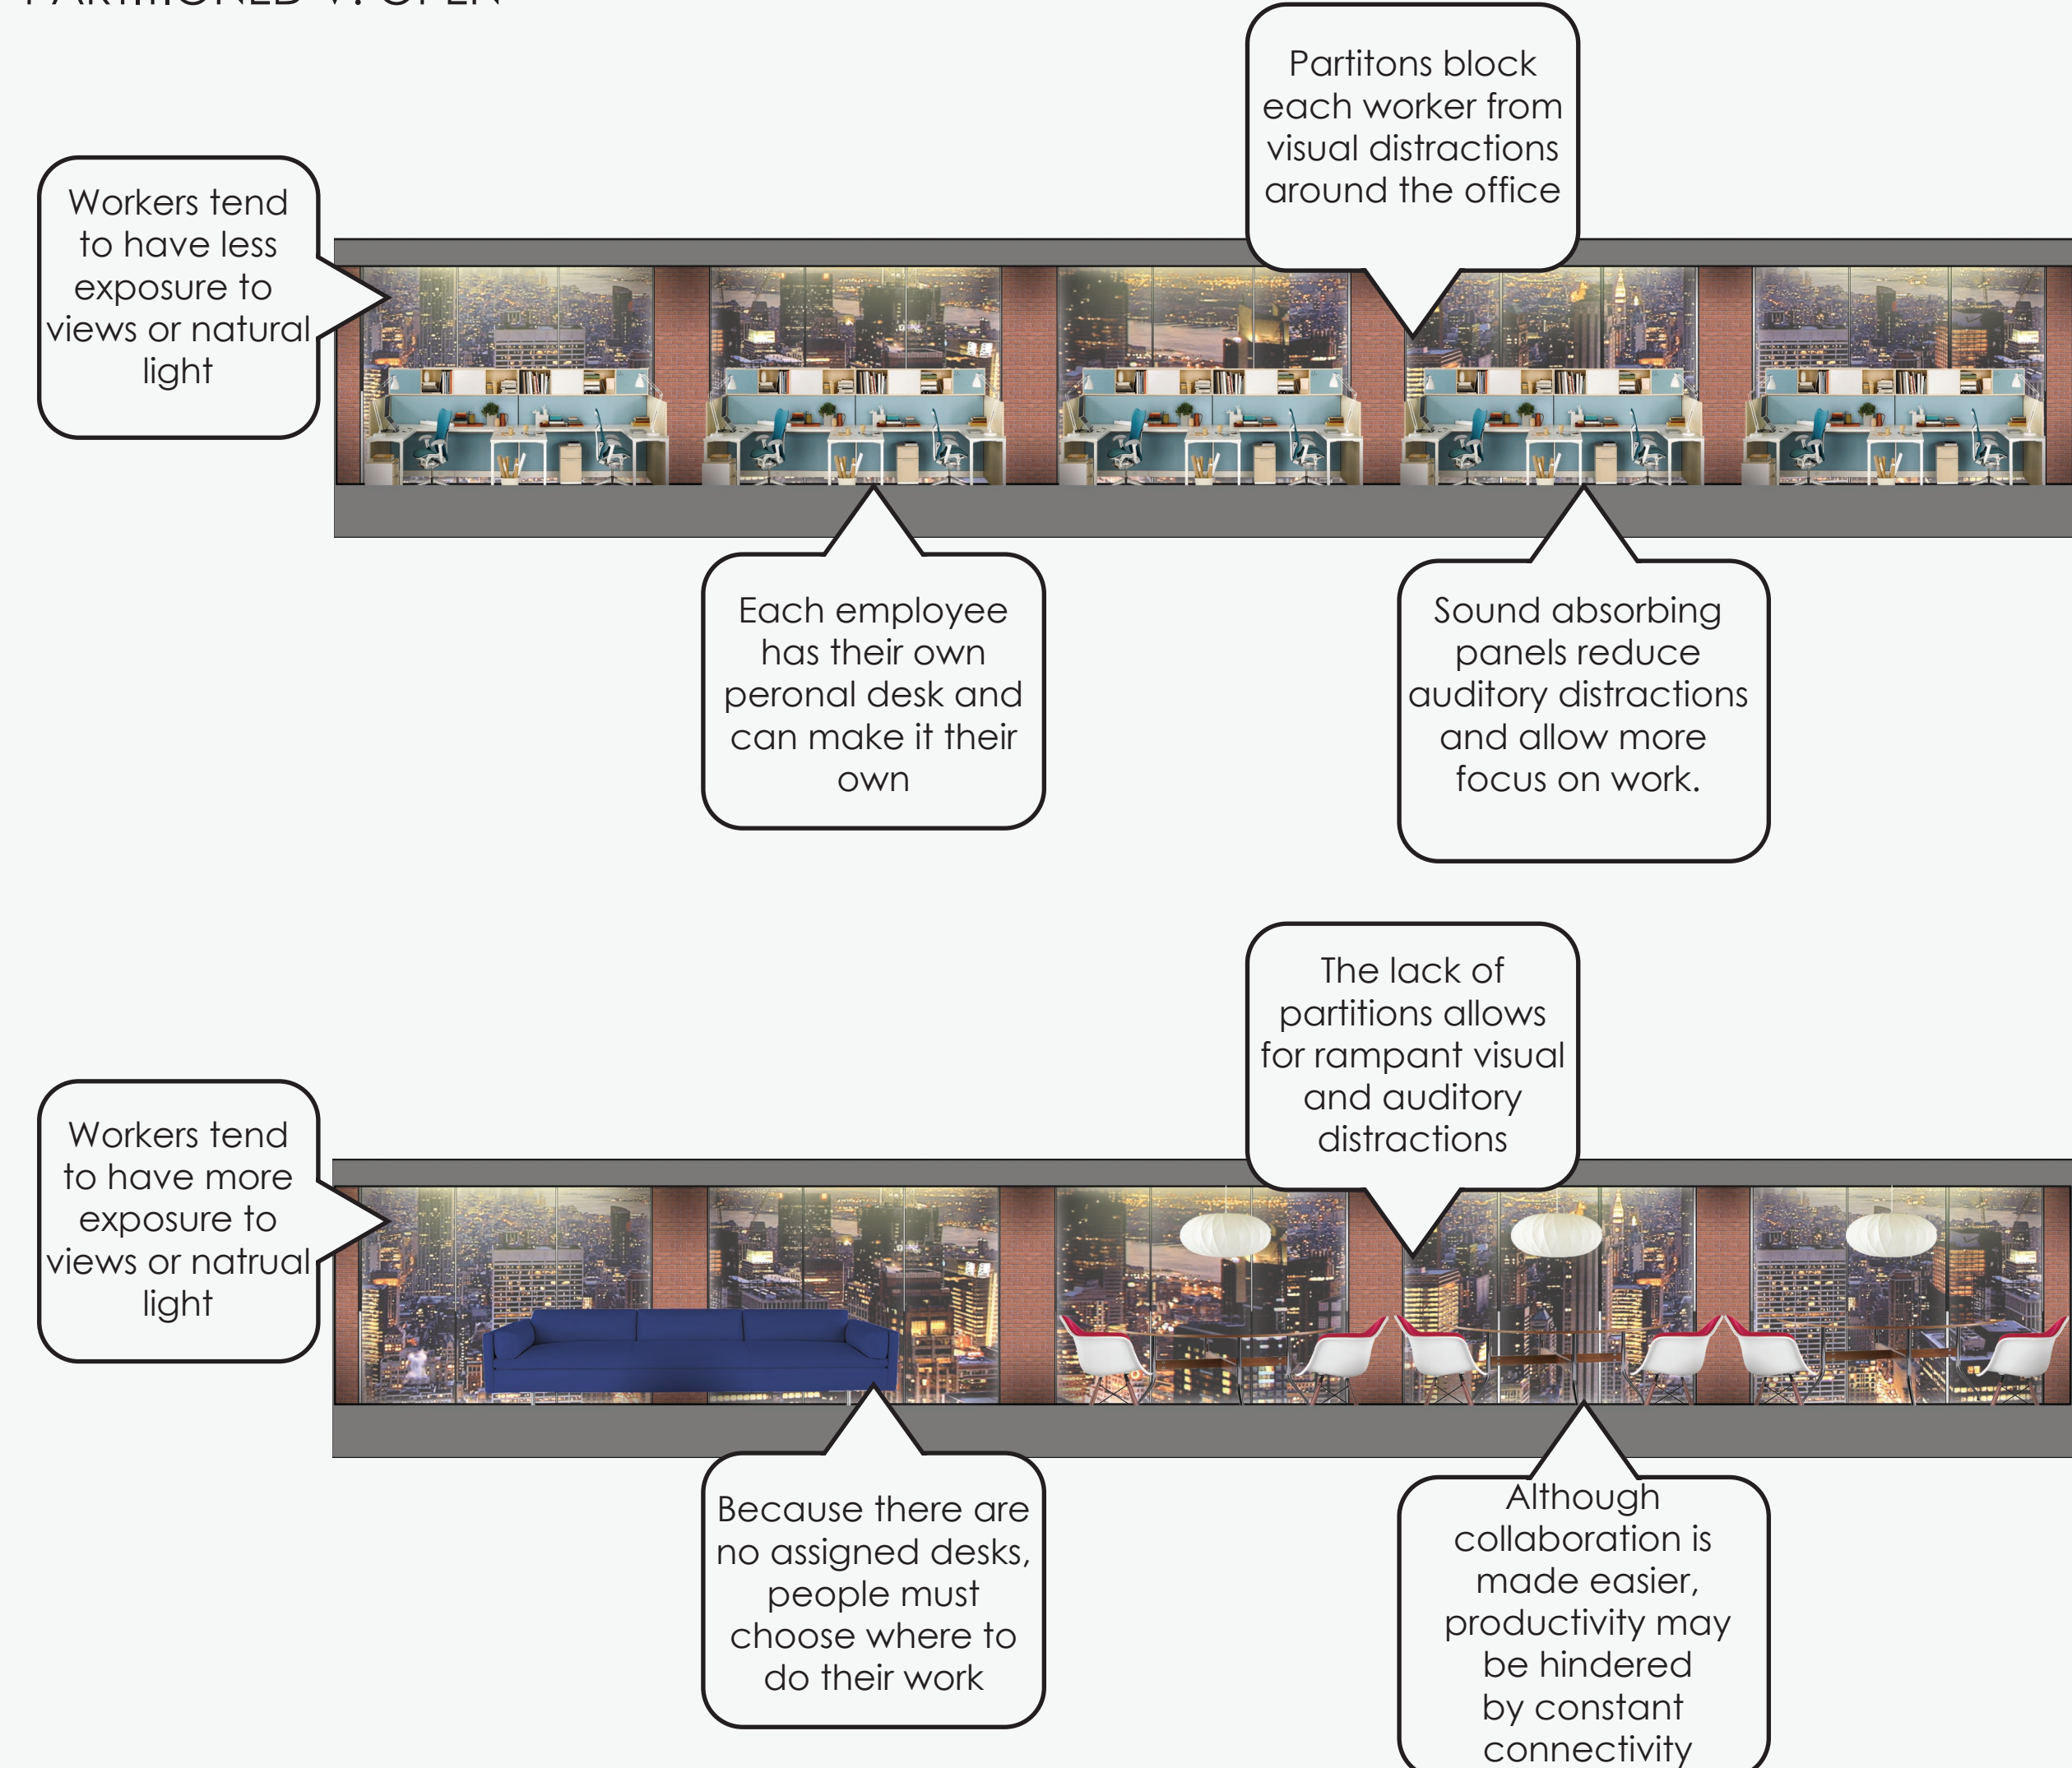 PARTITIONED V. OPEN
Partitons block
each worker from
visual distractions
around the office
Workers tend
to have less
exposure to
views or natural
light
Each employee
has their own
peronal desk and
can make it their
own
Sound absorbing
panels reduce
auditory distractions
and allow more
focus on work.
The lack of
partitions allows
for rampant visual
and auditory
distractions
Workers tend
to have more
exposure to
views or natrual
light
Because there are
no assigned desks,
people must
choose where to
do their work
Although
collaboration is
made easier,
productivity may
be hindered
by constant
connectivity